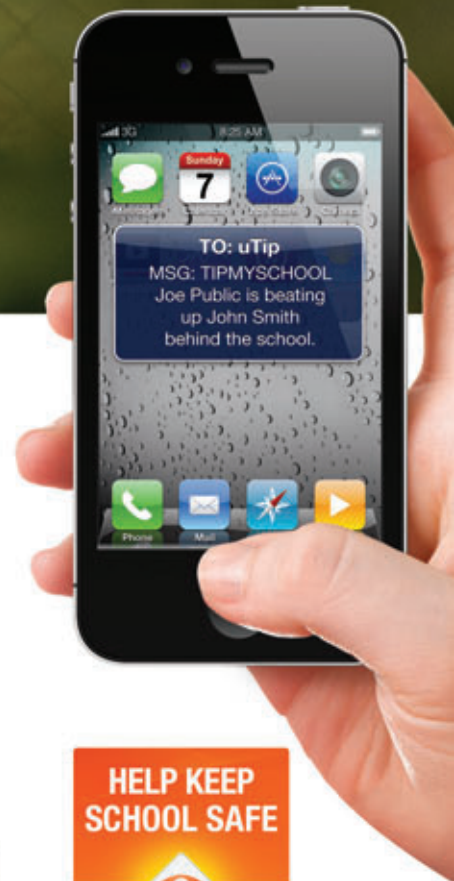 3G 8:25 AM
Sunday
7
TO: uTip
MSG: TIPMYSCHOOL
Joe Public is beating
up John Smith
behind the school.
Phone Mail
HELP KEEP
SCHOOL SAFE